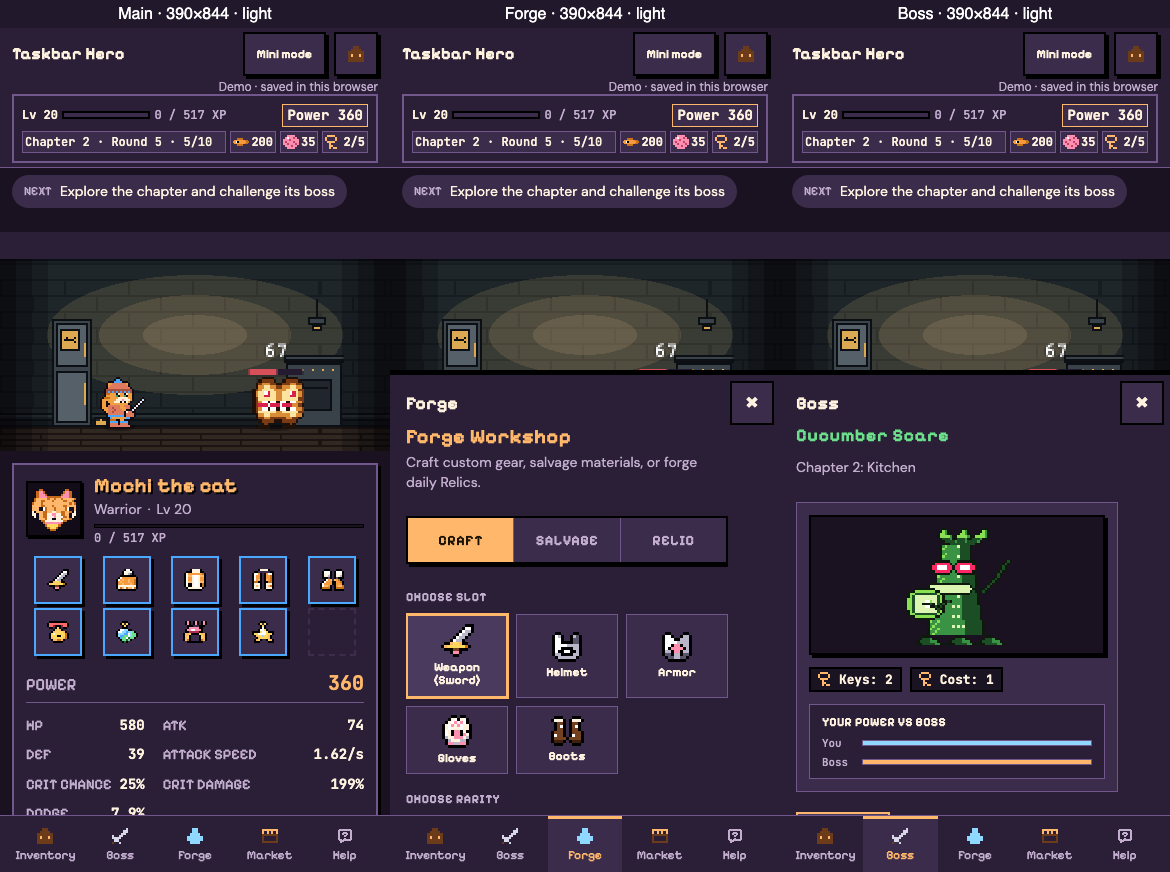 Main · 390×844 · light
Taskbar Hero
Mini mode
Demo · saved in this browser
Lv 20
0 / 517 XP
Power 360
Chapter 2 · Round 5 · 5/10
200
35
2/5
NEXT
Explore the chapter and challenge its boss
67
Mochi the cat
Warrior · Lv 20
0 / 517 XP
POWER
360
HP
580
ATK
74
DEF
39
ATTACK SPEED
1.62/s
CRIT CHANCE
25%
CRIT DAMAGE
199%
DODGE
7.9%
Inventory
Boss
Forge
Market
Help
Forge · 390×844 · light
Taskbar Hero
Mini mode
Demo · saved in this browser
Lv 20
0 / 517 XP
Power 360
Chapter 2 · Round 5 · 5/10
200
35
2/5
NEXT
Explore the chapter and challenge its boss
67
Forge
Forge Workshop
Craft custom gear, salvage materials, or forge
daily Relics.
CRAFT
SALVAGE
RELIC
CHOOSE SLOT
Weapon
(Sword)
Helmet
Armor
Gloves
Boots
CHOOSE RARITY
Inventory
Boss
Forge
Market
Help
Boss · 390×844 · light
Taskbar Hero
Mini mode
Demo · saved in this browser
Lv 20
0 / 517 XP
Power 360
Chapter 2 · Round 5 · 5/10
200
35
2/5
NEXT
Explore the chapter and challenge its boss
67
Boss
Cucumber Scare
Chapter 2: Kitchen
Keys: 2
Cost: 1
YOUR POWER VS BOSS
You
Boss
Inventory
Boss
Forge
Market
Help